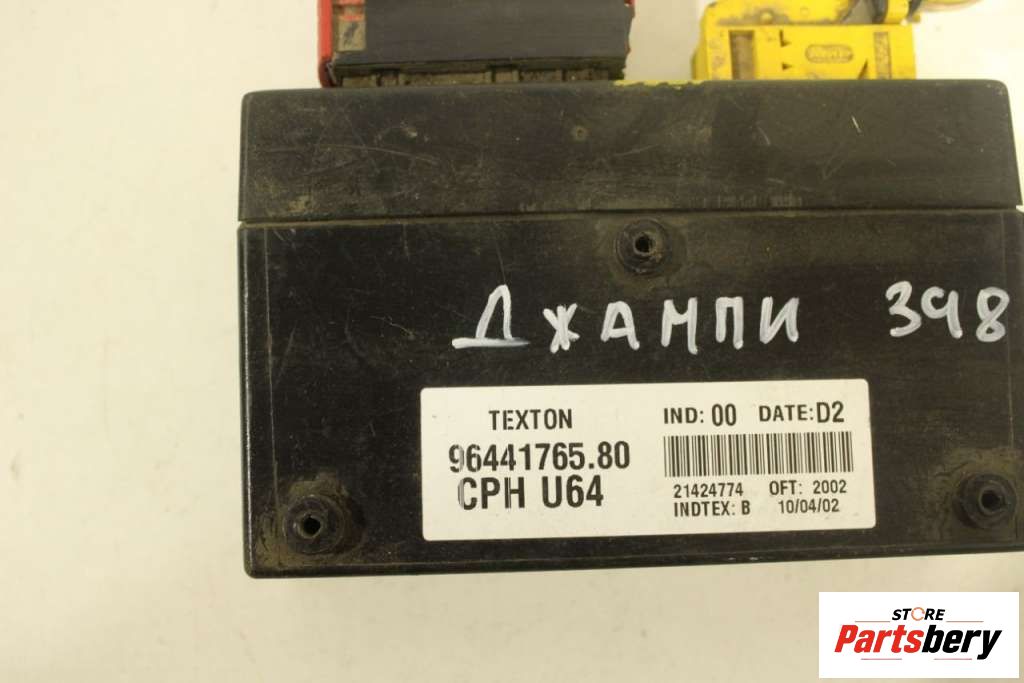 ДЖАМПИ 398
TEXTON IND: 00 DATE: D2
96441765.80
CPH U64
21424774 OFT: 2002
INDTEX: B 10/04/02
STORE
Partsbery